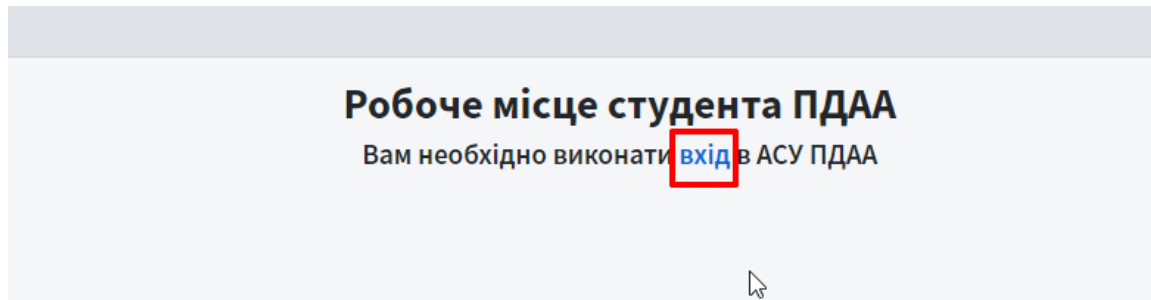 Робоче місце студента ПДАА
Вам необхідно виконати вхід в АСУ ПДАА